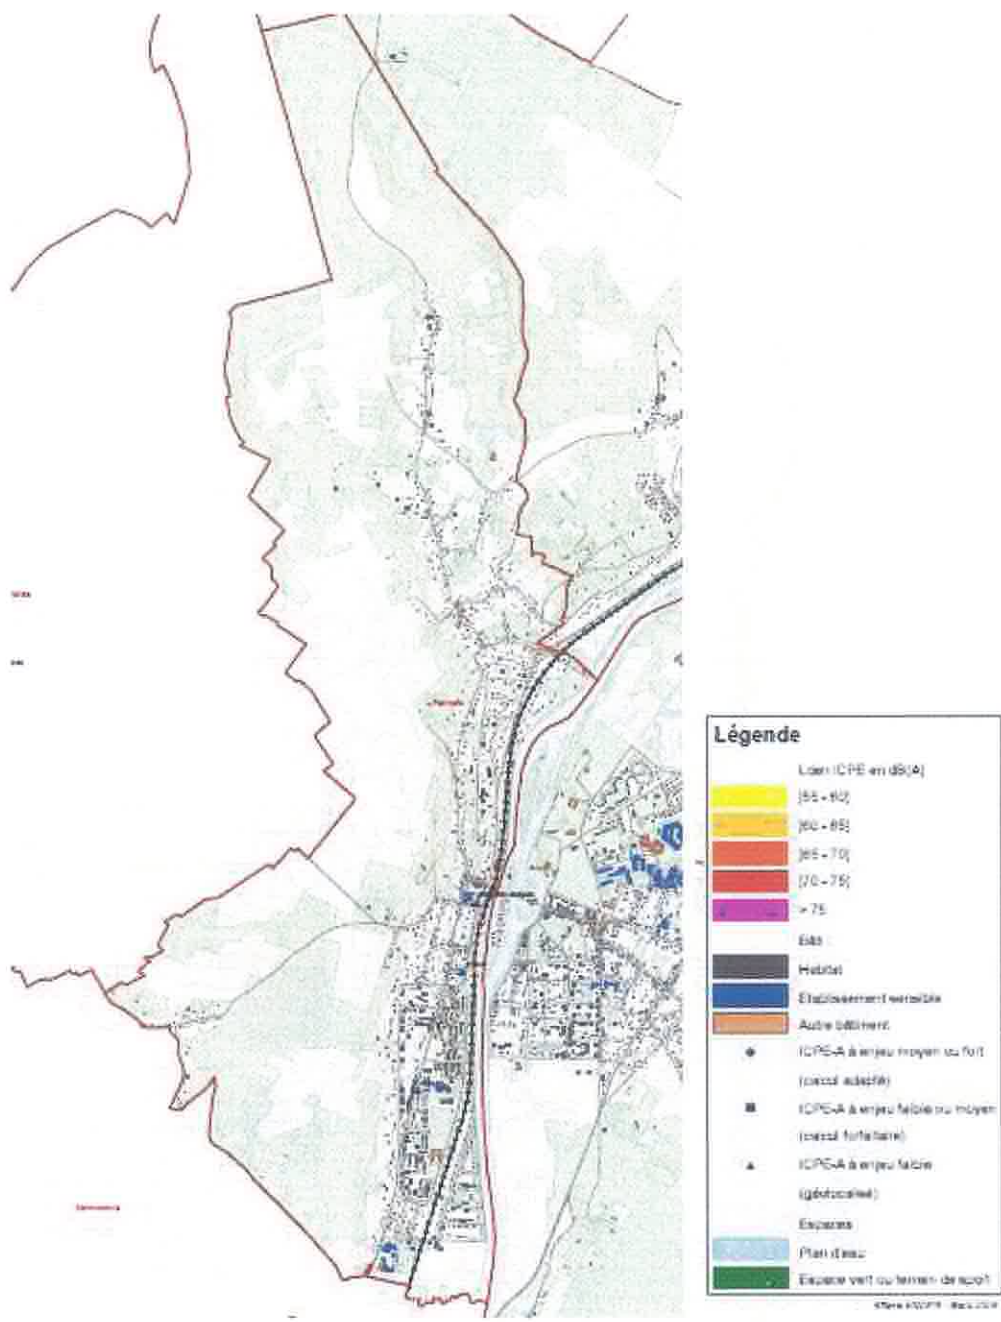 Légende
Lden ICPE en dB(A)
[55 - 60[
[60 - 65[
[65 - 70[
[70 - 75[
> 75
Bâti :
Habitat
Etablissement sensible
Autre bâtiment
ICPE-A à enjeu moyen ou fort
(calcul adapté)
ICPE-A à enjeu faible ou moyen
(calcul forfaitaire)
ICPE-A à enjeu faible
(géolocalisé)
Espaces
Plan d'eau
Espace vert ou terrain de sport